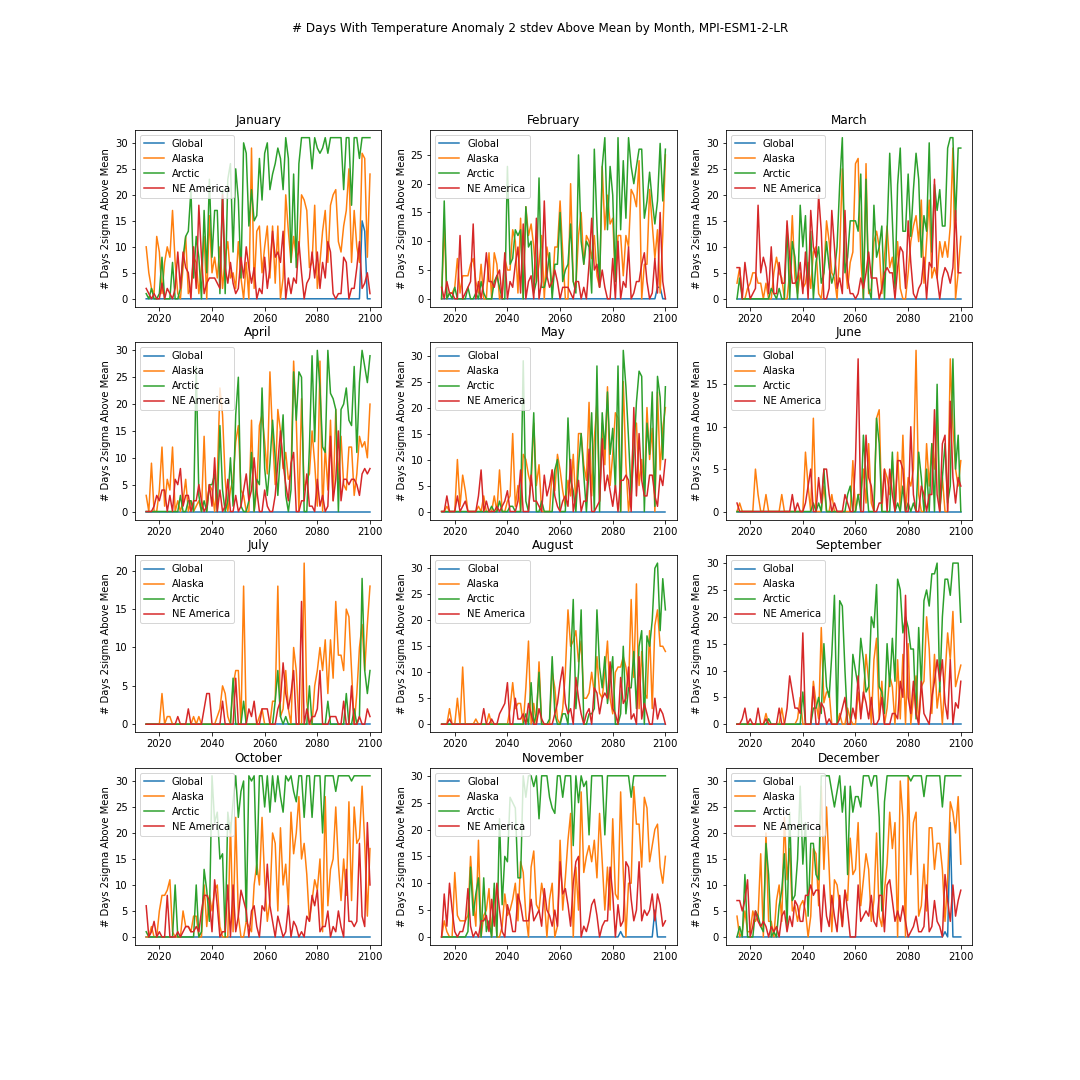 # Days With Temperature Anomaly 2 stdev Above Mean by Month, MPI-ESM1-2-LR
January
February
March
# Days 2sigma Above Mean
30
25
20
15
10
5
0
Global
Alaska
Arctic
NE America
2020 2040 2060 2080 2100
# Days 2sigma Above Mean
25
20
15
10
5
0
Global
Alaska
Arctic
NE America
2020 2040 2060 2080 2100
# Days 2sigma Above Mean
30
25
20
15
10
5
0
Global
Alaska
Arctic
NE America
2020 2040 2060 2080 2100
April
May
June
# Days 2sigma Above Mean
30
25
20
15
10
5
0
Global
Alaska
Arctic
NE America
2020 2040 2060 2080 2100
# Days 2sigma Above Mean
30
25
20
15
10
5
0
Global
Alaska
Arctic
NE America
2020 2040 2060 2080 2100
# Days 2sigma Above Mean
15
10
5
0
Global
Alaska
Arctic
NE America
2020 2040 2060 2080 2100
July
August
September
# Days 2sigma Above Mean
20
15
10
5
0
Global
Alaska
Arctic
NE America
2020 2040 2060 2080 2100
# Days 2sigma Above Mean
30
25
20
15
10
5
0
Global
Alaska
Arctic
NE America
2020 2040 2060 2080 2100
# Days 2sigma Above Mean
30
25
20
15
10
5
0
Global
Alaska
Arctic
NE America
2020 2040 2060 2080 2100
October
November
December
# Days 2sigma Above Mean
30
25
20
15
10
5
0
Global
Alaska
Arctic
NE America
2020 2040 2060 2080 2100
# Days 2sigma Above Mean
30
25
20
15
10
5
0
Global
Alaska
Arctic
NE America
2020 2040 2060 2080 2100
# Days 2sigma Above Mean
30
25
20
15
10
5
0
Global
Alaska
Arctic
NE America
2020 2040 2060 2080 2100